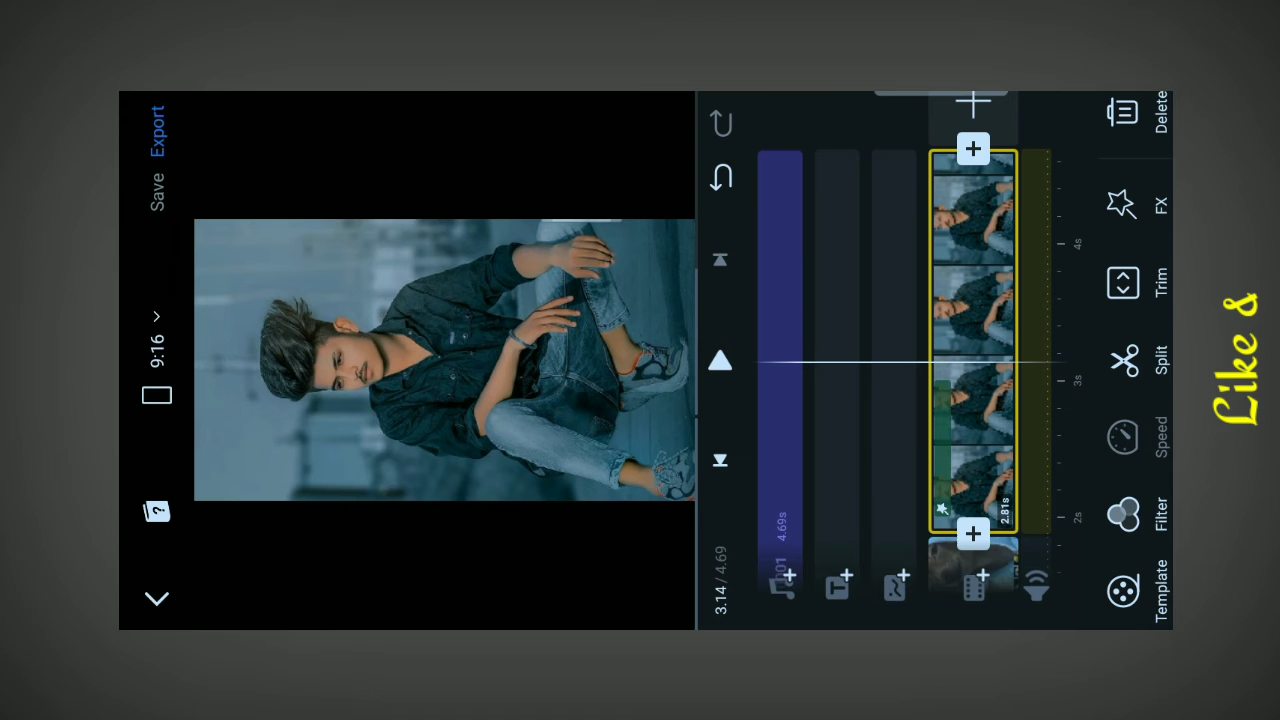 9:16
Save
Export
3.14 / 4.69
4.69s
T
2.81s
2s
3s
4s
Template
Filter
Speed
Split
Trim
FX
Delete
Like &